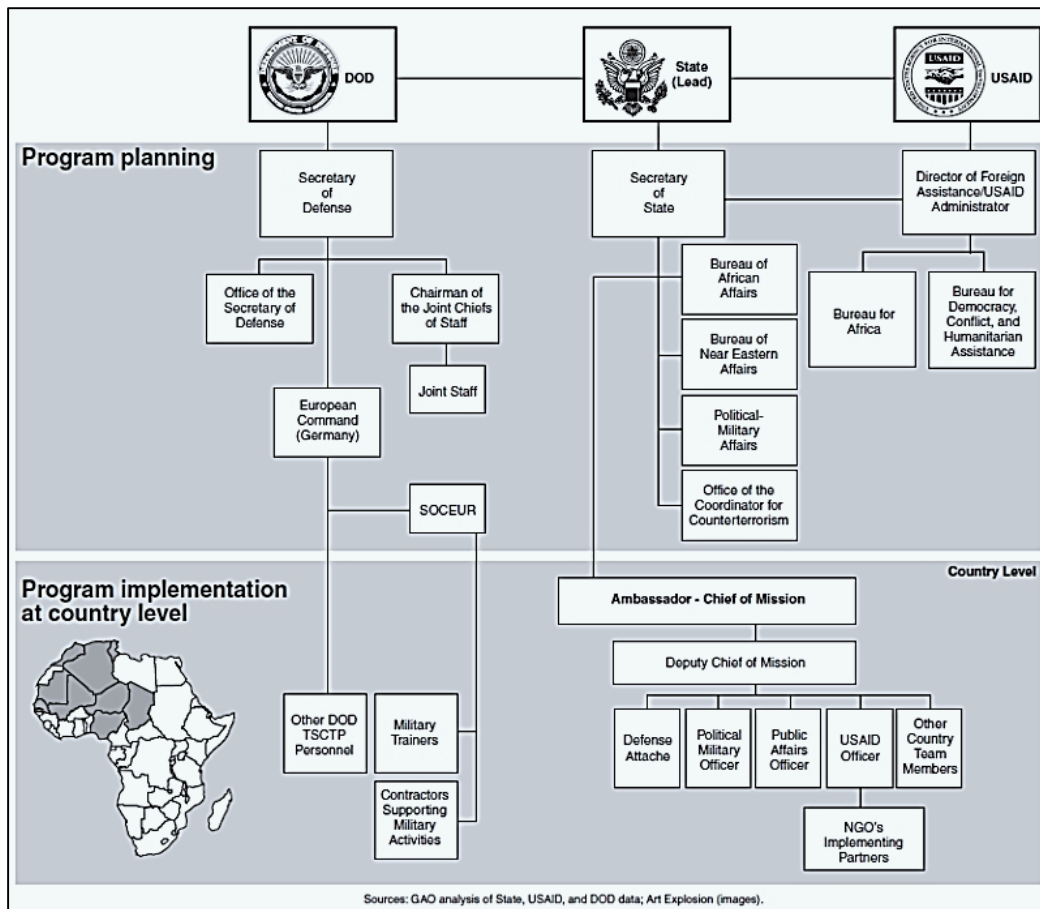 DOD
State
(Lead)
USAID
USAID
Program planning
Secretary
of
Defense
Secretary
of
State
Director of Foreign
Assistance/USAID
Administrator
Office of the
Secretary of
Defense
Chairman of
the Joint Chiefs
of Staff
Joint Staff
European
Command
(Germany)
SOCEUR
Bureau of
African
Affairs
Bureau of
Near Eastern
Affairs
Political-
Military
Affairs
Office of the
Coordinator for
Counterterrorism
Bureau for
Africa
Bureau for
Democracy,
Conflict, and
Humanitarian
Assistance
Program implementation
at country level
Country Level
Ambassador - Chief of Mission
Deputy Chief of Mission
Other DOD
TSCTP
Personnel
Military
Trainers
Contractors
Supporting
Military
Activities
Defense
Attache
Political
Military
Officer
Public
Affairs
Officer
USAID
Officer
Other
Country
Team
Members
NGO's
Implementing
Partners
Sources: GAO analysis of State, USAID, and DOD data; Art Explosion (images).